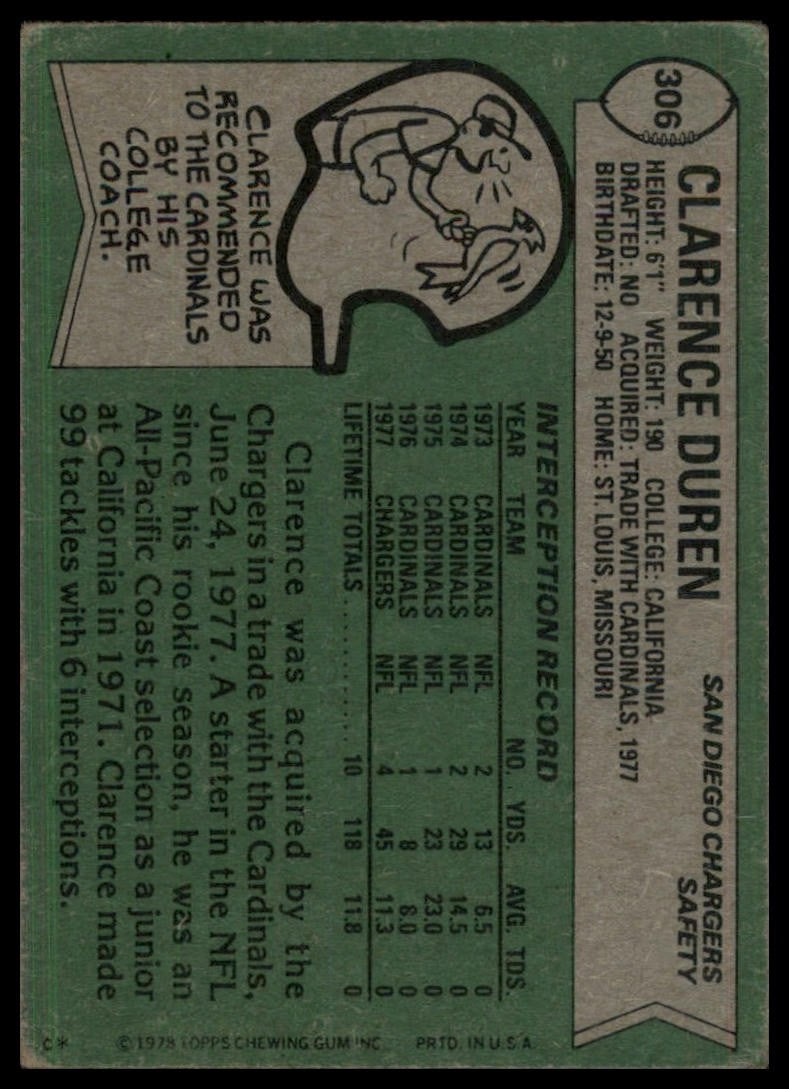 306
CLARENCE DUREN
SAN DIEGO CHARGERS
SAFETY
HEIGHT: 6'1" WEIGHT: 190 COLLEGE: CALIFORNIA
DRAFTED: NO ACQUIRED: TRADE WITH CARDINALS, 1977
BIRTHDATE: 12-9-50 HOME: ST. LOUIS, MISSOURI
CLARENCE WAS
RECOMMENDED
TO THE CARDINALS
BY HIS
COLLEGE
COACH.
INTERCEPTION RECORD
YEAR TEAM NO. YDS. AVG. TDS.
1973 CARDINALS NFL 2 13 6.5 0
1974 CARDINALS NFL 2 29 14.5 0
1975 CARDINALS NFL 1 23 23.0 0
1976 CARDINALS NFL 1 8 8.0 0
1977 CHARGERS NFL 4 45 11.3 0
LIFETIME TOTALS .......... 10 118 11.8 0
Clarence was acquired by the
Chargers in a trade with the Cardinals,
June 24, 1977. A starter in the NFL
since his rookie season, he was an
All-Pacific Coast selection as a junior
at California in 1971. Clarence made
99 tackles with 6 interceptions.
C* © 1978 TOPPS CHEWING GUM INC. PRTD. IN U.S.A.